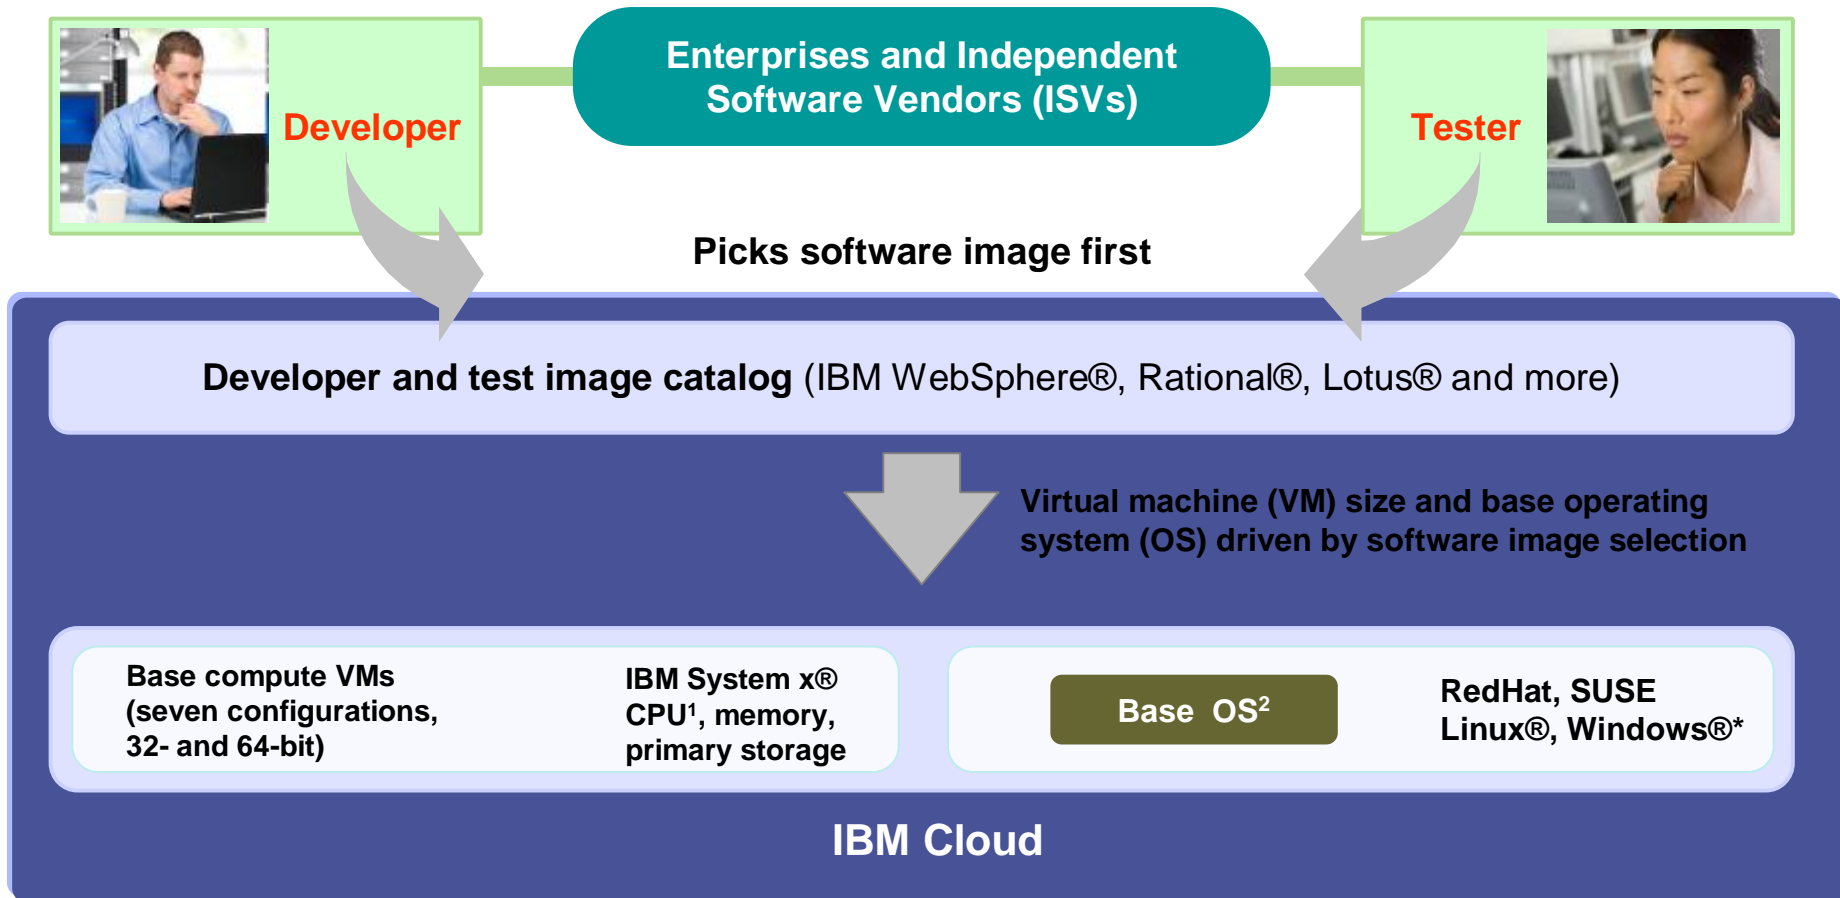 Enterprises and Independent
Software Vendors (ISVs)
Developer
Tester
Picks software image first
Developer and test image catalog (IBM WebSphere®, Rational®, Lotus® and more)
Virtual machine (VM) size and base operating
system (OS) driven by software image selection
Base compute VMs
(seven configurations,
32- and 64-bit)
IBM System x®
CPU¹, memory,
primary storage
Base OS²
RedHat, SUSE
Linux®, Windows®*
IBM Cloud